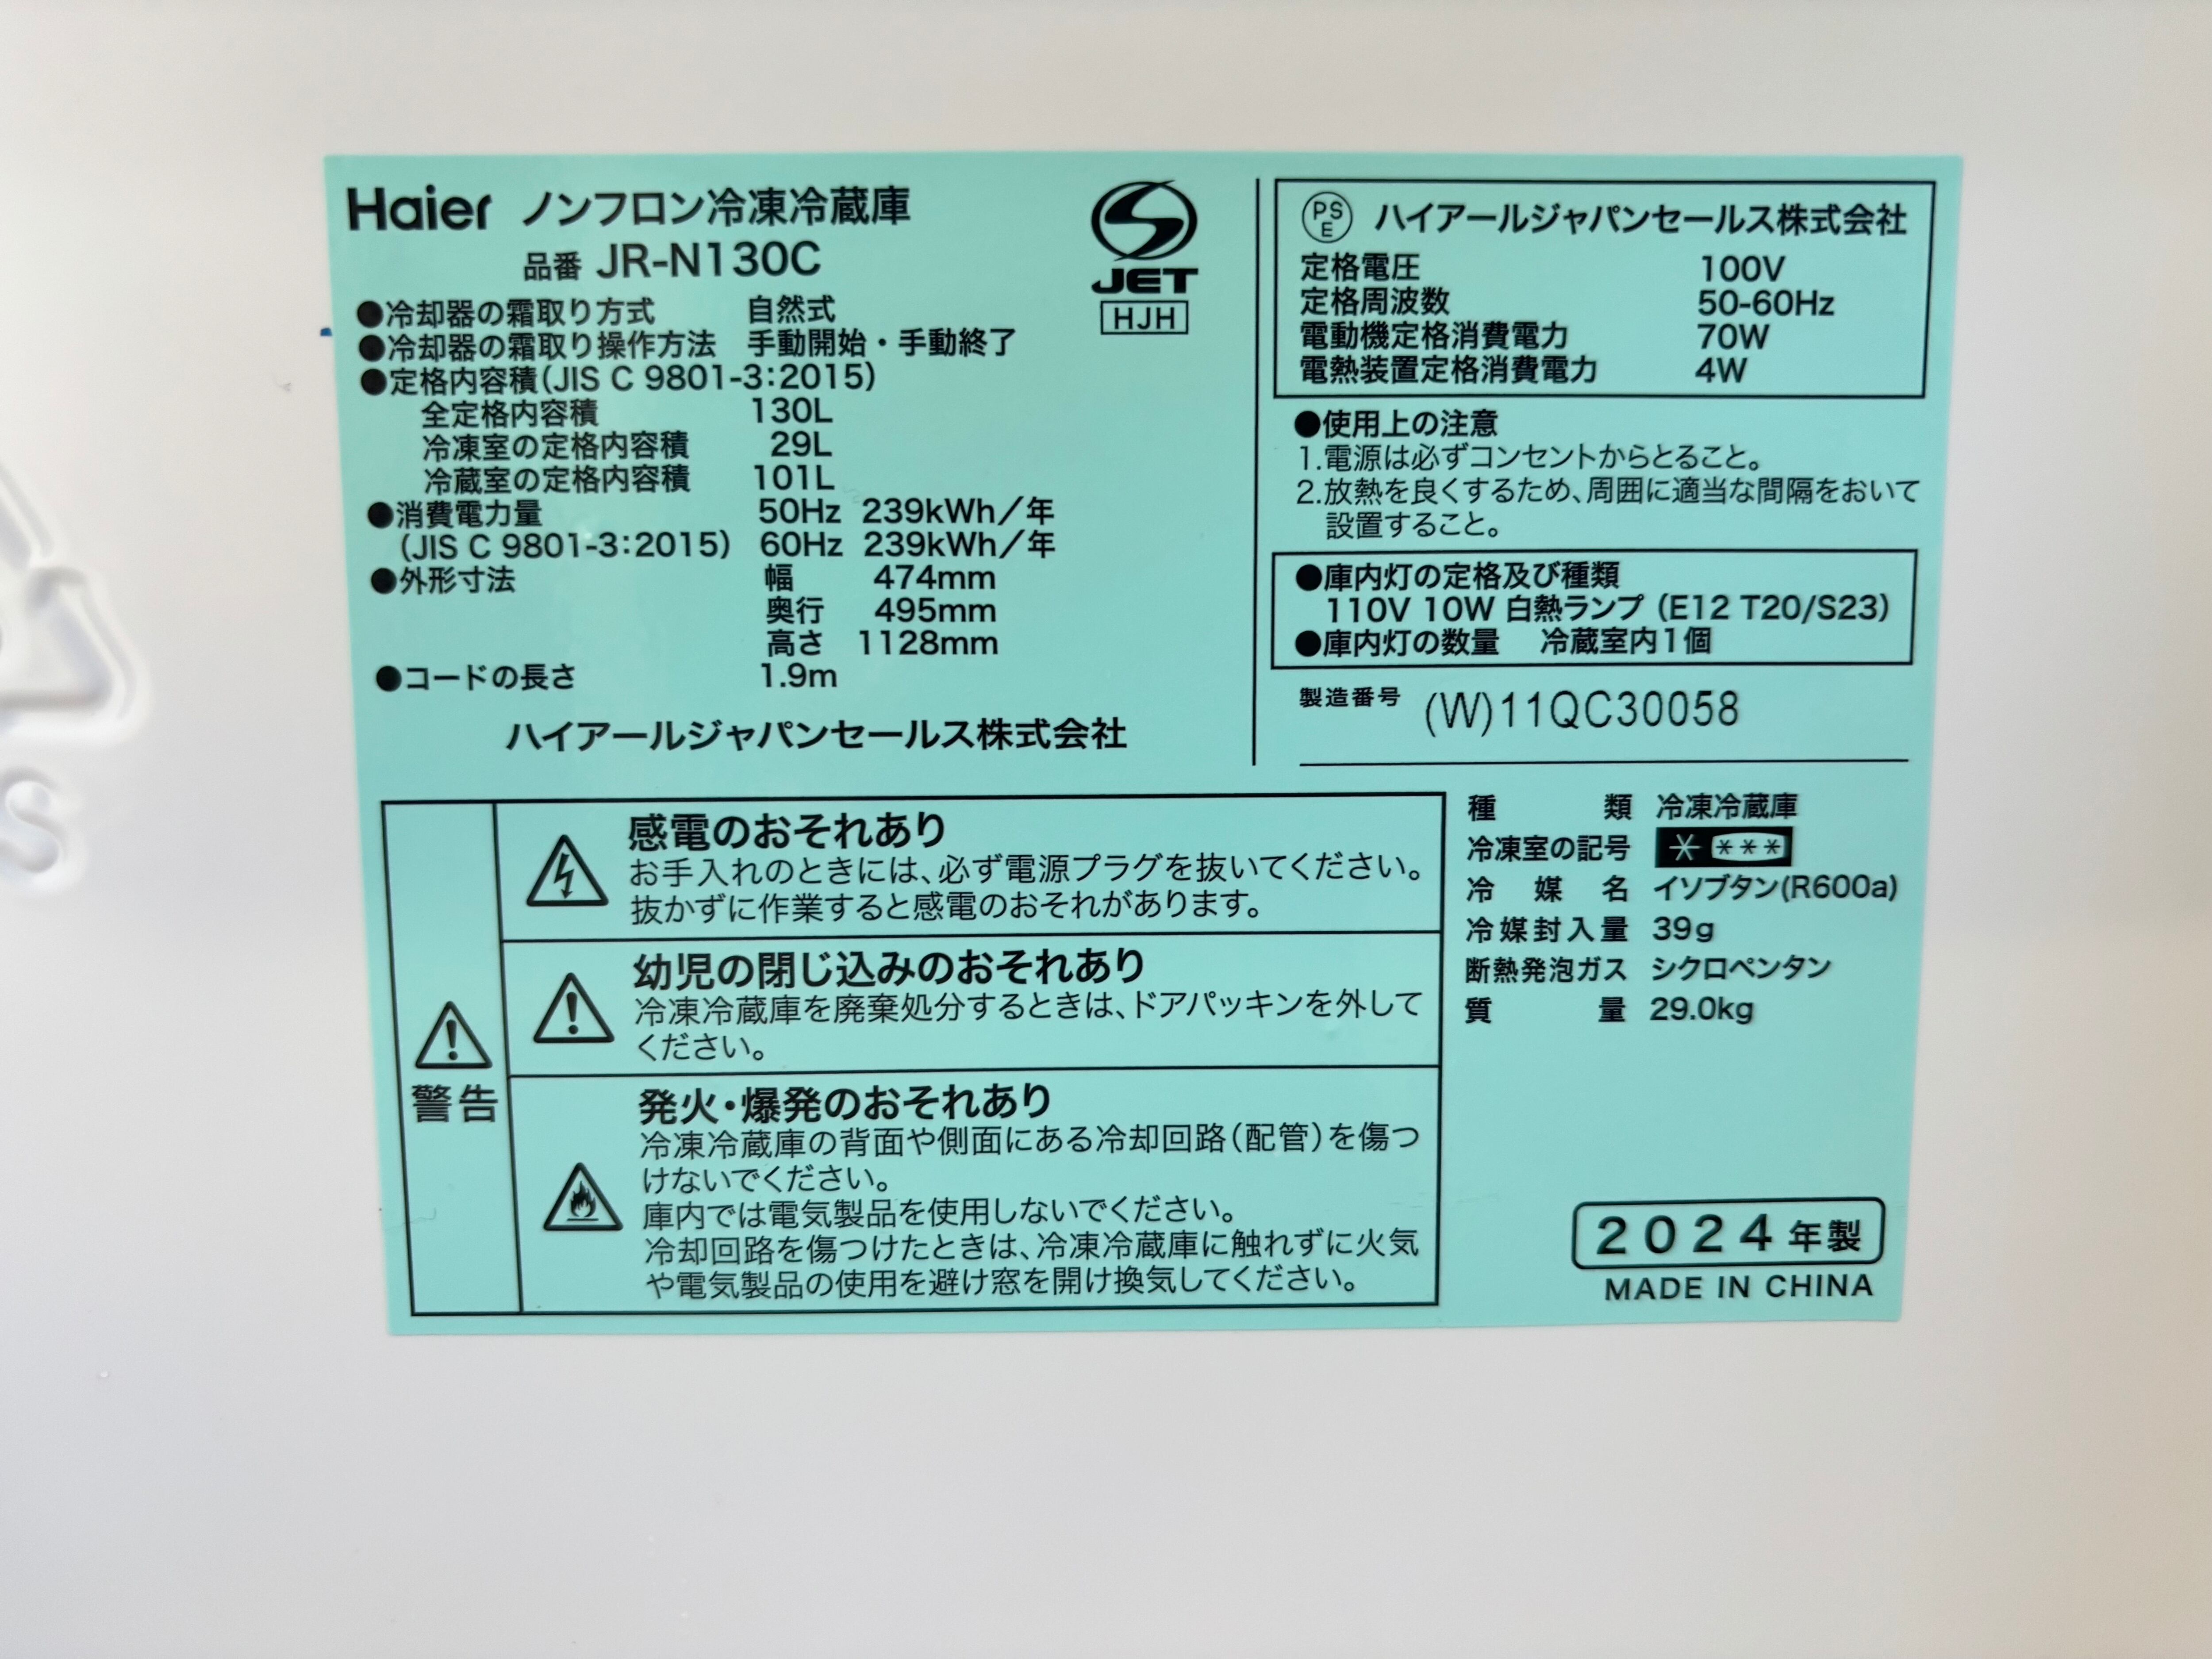 Haier ノンフロン冷凍冷蔵庫
品番 JR-N130C
●冷却器の霜取り方式 自然式
●冷却器の霜取り操作方法 手動開始・手動終了
●定格内容積(JIS C 9801-3:2015)
全定格内容積 130L
冷凍室の定格内容積 29L
冷蔵室の定格内容積 101L
●消費電力量 50Hz 239kWh/年
(JIS C 9801-3:2015) 60Hz 239kWh/年
●外形寸法 幅 474mm
奥行 495mm
高さ 1128mm
●コードの長さ 1.9m
ハイアールジャパンセールス株式会社
JET
HJH
PS
E
ハイアールジャパンセールス株式会社
定格電圧 100V
定格周波数 50-60Hz
電動機定格消費電力 70W
電熱装置定格消費電力 4W
●使用上の注意
1.電源は必ずコンセントからとること。
2.放熱を良くするため、周囲に適当な間隔をおいて
設置すること。
●庫内灯の定格及び種類
110V 10W 白熱ランプ (E12 T20/S23)
●庫内灯の数量 冷蔵室内1個
製造番号 (W)11QC30058
警告
感電のおそれあり
お手入れのときには、必ず電源プラグを抜いてください。
抜かずに作業すると感電のおそれがあります。
幼児の閉じ込みのおそれあり
冷凍冷蔵庫を廃棄処分するときは、ドアパッキンを外して
ください。
発火・爆発のおそれあり
冷凍冷蔵庫の背面や側面にある冷却回路(配管)を傷つ
けないでください。
庫内では電気製品を使用しないでください。
冷却回路を傷つけたときは、冷凍冷蔵庫に触れずに火気
や電気製品の使用を避け窓を開け換気してください。
種類 冷凍冷蔵庫
冷凍室の記号 * ***
冷媒名 イソブタン(R600a)
冷媒封入量 39g
断熱発泡ガス シクロペンタン
質量 29.0kg
2024年製
MADE IN CHINA
S